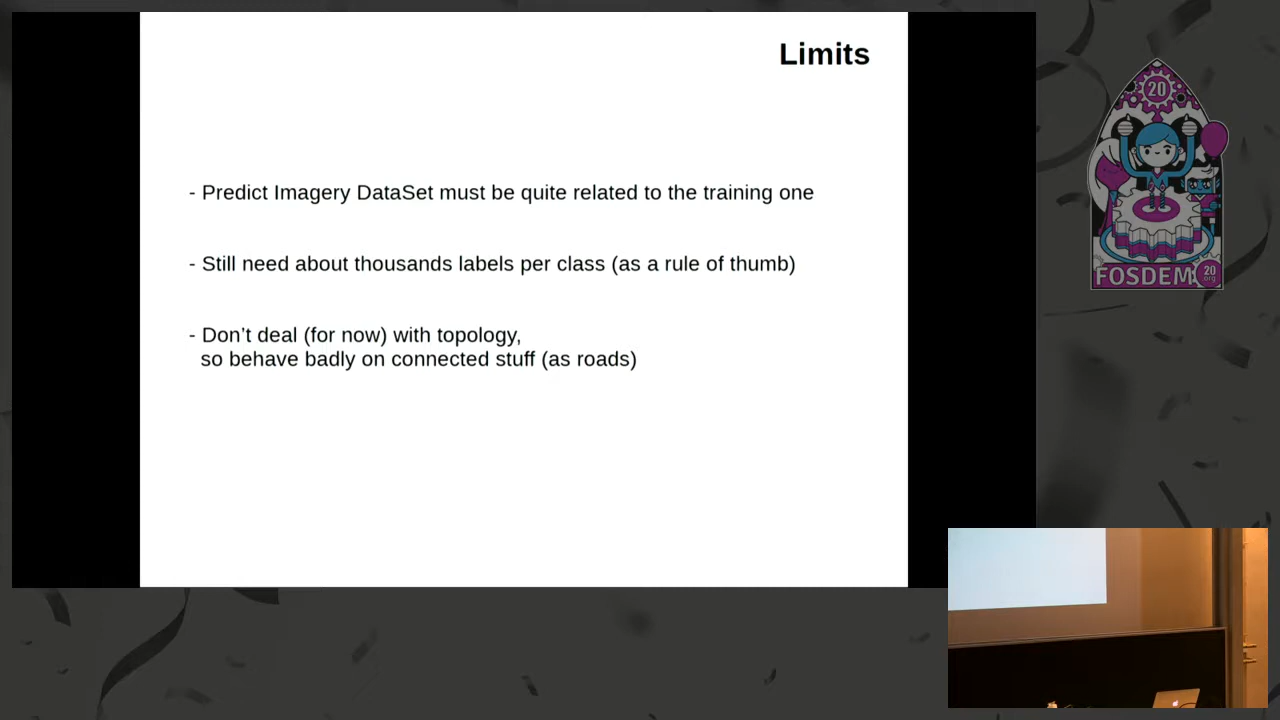 Limits
- Predict Imagery DataSet must be quite related to the training one
- Still need about thousands labels per class (as a rule of thumb)
- Don’t deal (for now) with topology,
so behave badly on connected stuff (as roads)
20
FOSDEM
20
org